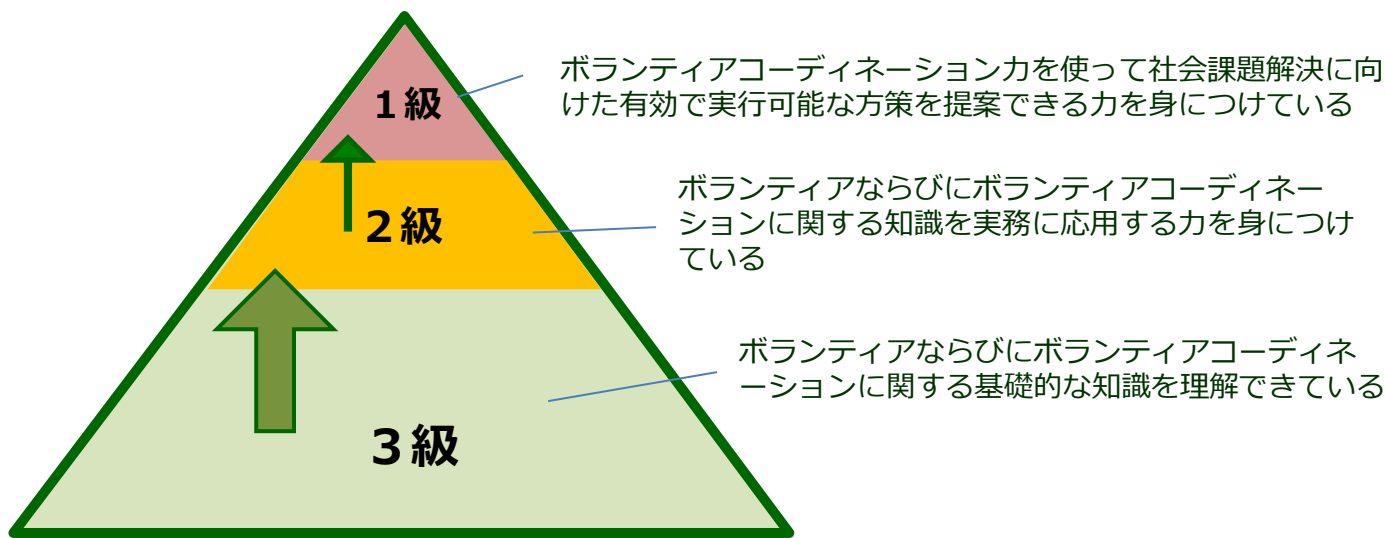 １級
ボランティアコーディネーション力を使って社会課題解決に向
けた有効で実行可能な方策を提案できる力を身につけている
２級
ボランティアならびにボランティアコーディネー
ションに関する知識を実務に応用する力を身につけ
ている
３級
ボランティアならびにボランティアコーディネ
ーションに関する基礎的な知識を理解できている